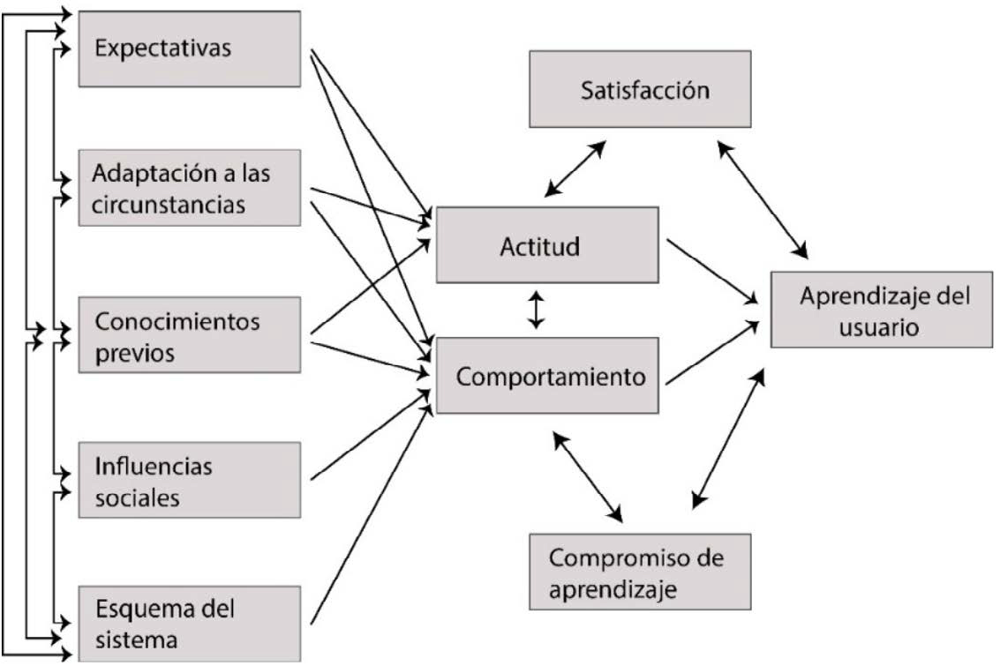 Expectativas
Adaptación a las
circunstancias
Conocimientos
previos
Influencias
sociales
Esquema del
sistema
Satisfacción
Actitud
Comportamiento
Compromiso de
aprendizaje
Aprendizaje del
usuario